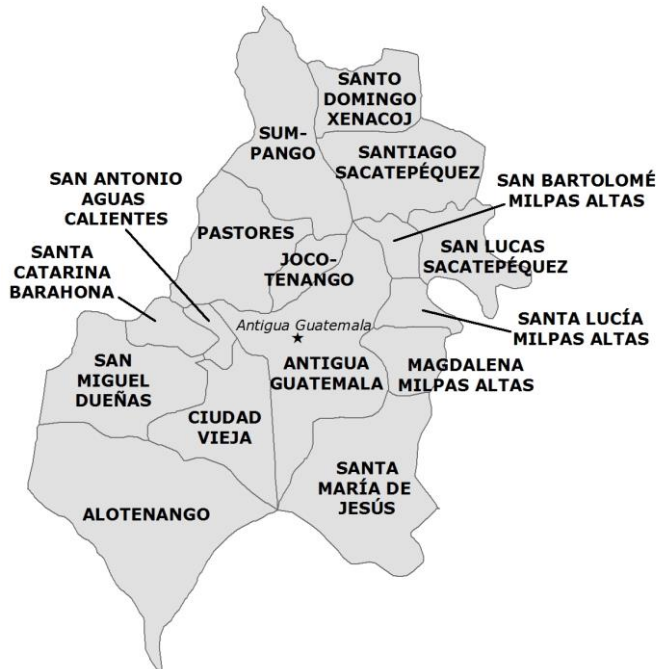 SANTO
DOMINGO
XENACOJ
SUM-
PANGO
SANTIAGO
SACATEPÉQUEZ
SAN ANTONIO
AGUAS
CALIENTES
SAN BARTOLOMÉ
MILPAS ALTAS
PASTORES
SANTA
CATARINA
BARAHONA
JOCO-
TENANGO
SAN LUCAS
SACATEPÉQUEZ
Antigua Guatemala
SANTA LUCÍA
MILPAS ALTAS
SAN
MIGUEL
DUEÑAS
ANTIGUA
GUATEMALA
MAGDALENA
MILPAS ALTAS
CIUDAD
VIEJA
SANTA
MARÍA DE
JESÚS
ALOTENANGO